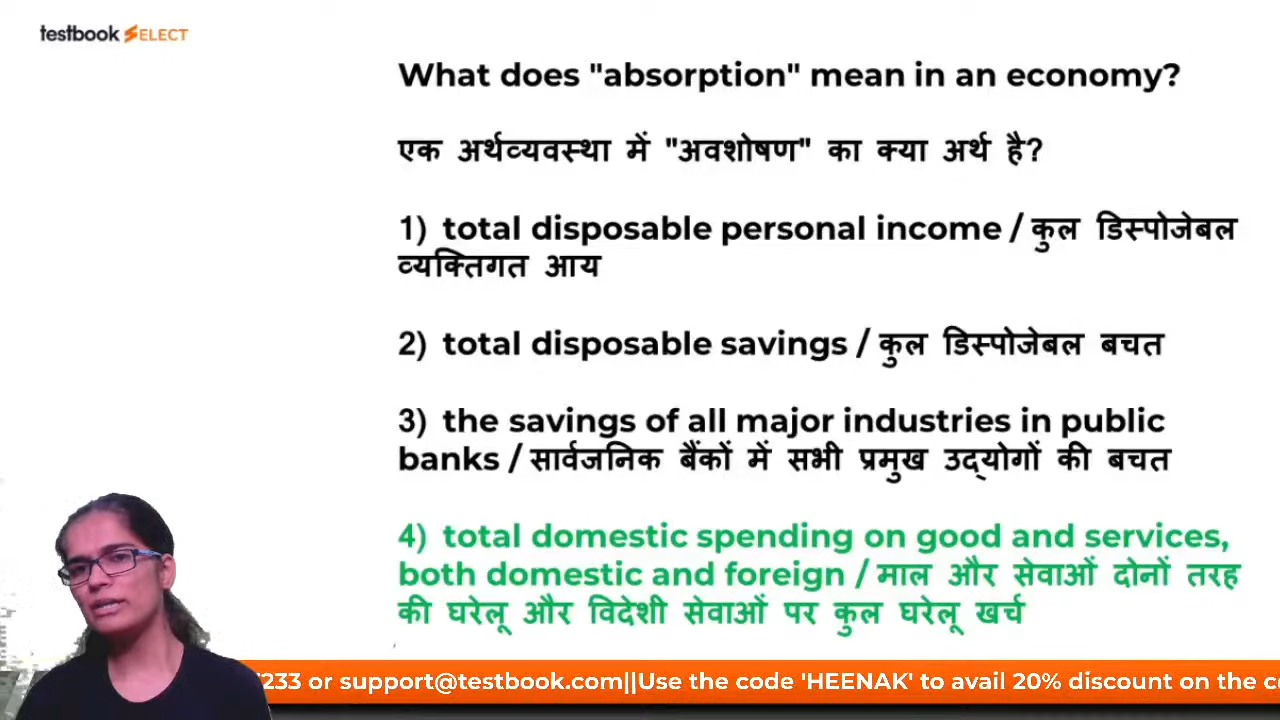 testbook SELECT
What does "absorption" mean in an economy?
एक अर्थव्यवस्था में "अवशोषण" का क्या अर्थ है?
1) total disposable personal income / कुल डिस्पोजेबल
व्यक्तिगत आय
2) total disposable savings / कुल डिस्पोजेबल बचत
3) the savings of all major industries in public
banks / सार्वजनिक बैंकों में सभी प्रमुख उद्योगों की बचत
4) total domestic spending on good and services,
both domestic and foreign / माल और सेवाओं दोनों तरह
की घरेलू और विदेशी सेवाओं पर कुल घरेलू खर्च
233 or support@testbook.com||Use the code 'HEENAK' to avail 20% discount on the